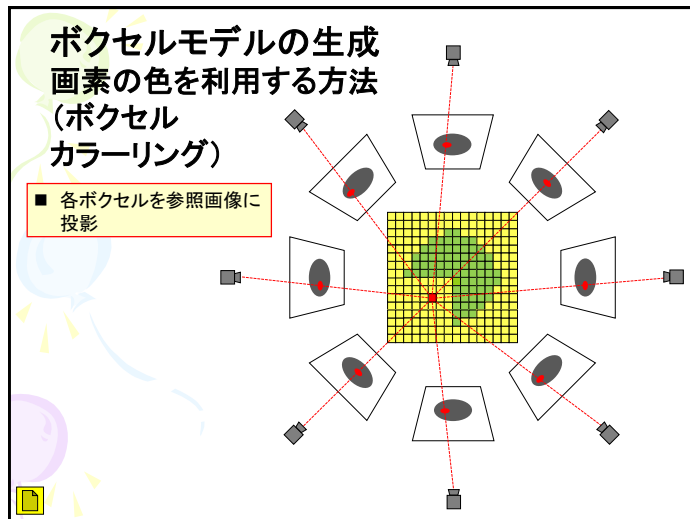 ボクセルモデルの生成
画素の色を利用する方法
（ボクセル
カラーリング）
■ 各ボクセルを参照画像に
投影